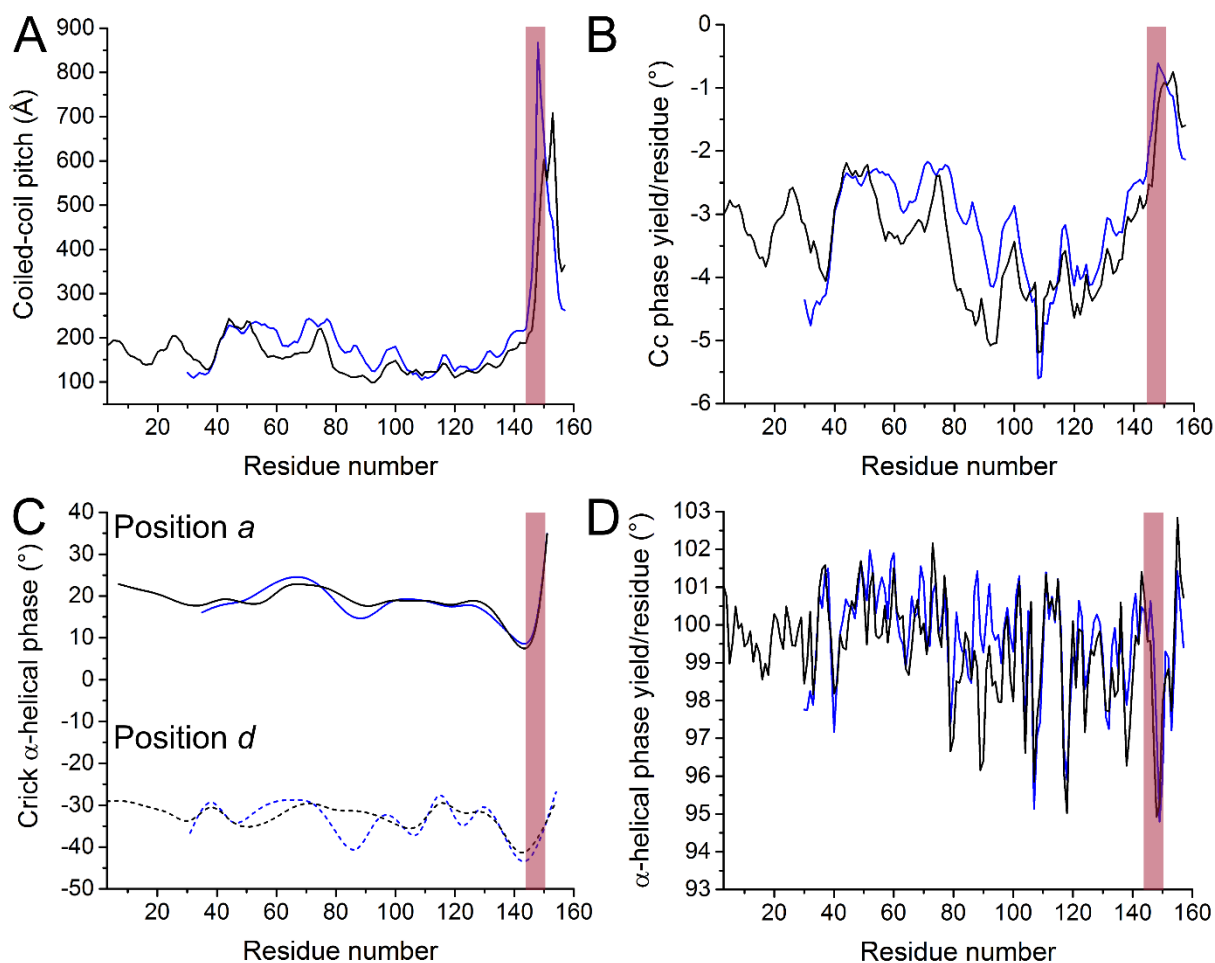 A
Coiled-coil pitch (Å)
900
800
700
600
500
400
300
200
100
20 40 60 80 100 120 140 160
Residue number
B
Cc phase yield/residue (°)
0
-1
-2
-3
-4
-5
-6
20 40 60 80 100 120 140 160
Residue number
C
Crick α-helical phase (°)
40
30
20
10
0
-10
-20
-30
-40
-50
Position a
Position d
20 40 60 80 100 120 140 160
Residue number
D
α-helical phase yield/residue (°)
103
102
101
100
99
98
97
96
95
94
93
20 40 60 80 100 120 140 160
Residue number